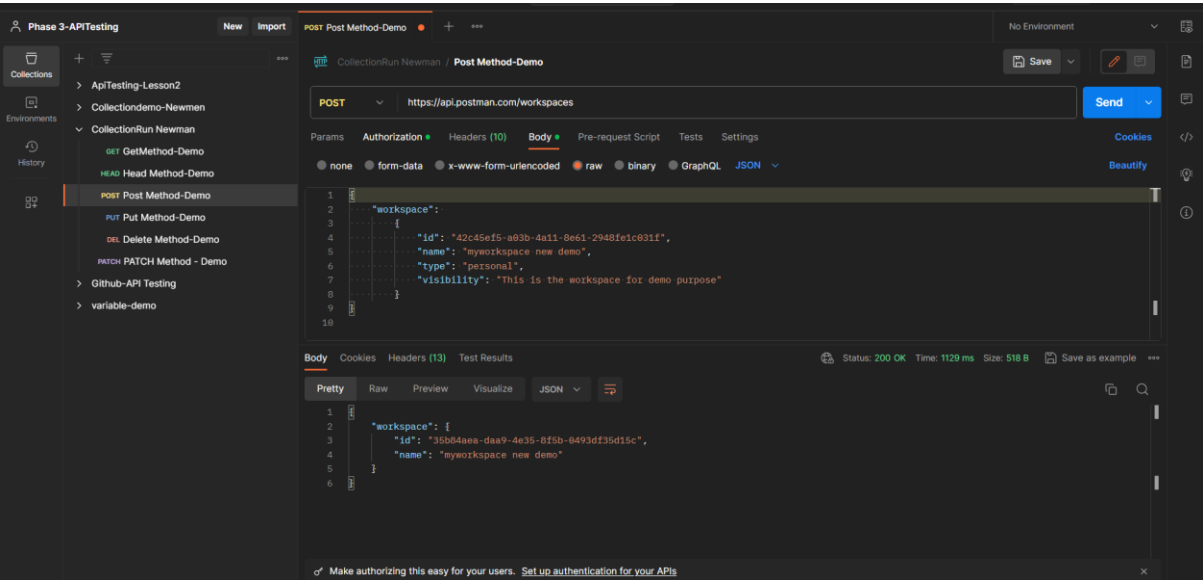 Phase 3-APITesting
New
Import
POST Post Method-Demo
No Environment
Collections
Environments
History
ApiTesting-Lesson2
Collectiondemo-Newmen
CollectionRun Newman
GET GetMethod-Demo
HEAD Head Method-Demo
POST Post Method-Demo
PUT Put Method-Demo
DEL Delete Method-Demo
PATCH PATCH Method - Demo
Github-API Testing
variable-demo
HTTP CollectionRun Newman / Post Method-Demo
Save
POST https://api.postman.com/workspaces
Send
Params Authorization Headers (10) Body Pre-request Script Tests Settings Cookies
none form-data x-www-form-urlencoded raw binary GraphQL JSON Beautify
1 {
2 "workspace":
3 {
4 "id": "42c45ef5-a03b-4a11-8e61-2948fe1c031f",
5 "name": "myworkspace new demo",
6 "type": "personal",
7 "visibility": "This is the workspace for demo purpose"
8 }
9 }
10
Body Cookies Headers (13) Test Results Status: 200 OK Time: 1129 ms Size: 518 B Save as example
Pretty Raw Preview Visualize JSON
1 {
2 "workspace": {
3 "id": "35b84aea-daa9-4e35-8f5b-0493df35d15c",
4 "name": "myworkspace new demo"
5 }
6 }
Make authorizing this easy for your users. Set up authentication for your APIs